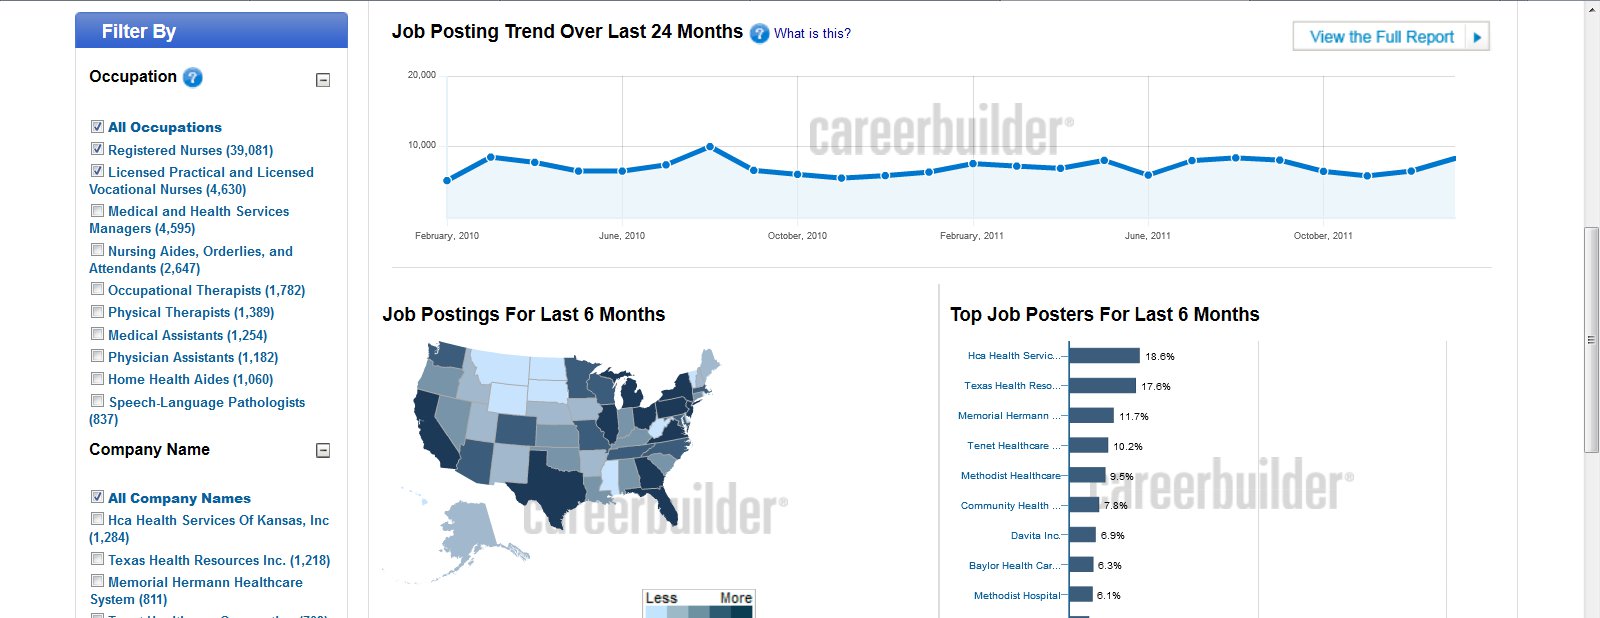 Filter By
Occupation ?
All Occupations
Registered Nurses (39,081)
Licensed Practical and Licensed
Vocational Nurses (4,630)
Medical and Health Services
Managers (4,595)
Nursing Aides, Orderlies, and
Attendants (2,647)
Occupational Therapists (1,782)
Physical Therapists (1,389)
Medical Assistants (1,254)
Physician Assistants (1,182)
Home Health Aides (1,060)
Speech-Language Pathologists
(837)
Company Name
All Company Names
Hca Health Services Of Kansas, Inc
(1,284)
Texas Health Resources Inc. (1,218)
Memorial Hermann Healthcare
System (811)
Job Posting Trend Over Last 24 Months ? What is this?
View the Full Report
20,000
10,000
careerbuilder®
February, 2010 June, 2010 October, 2010 February, 2011 June, 2011 October, 2011
Job Postings For Last 6 Months
careerbuilder®
Less More
Top Job Posters For Last 6 Months
Hca Health Servic... 18.6%
Texas Health Reso... 17.6%
Memorial Hermann ... 11.7%
Tenet Healthcare ... 10.2%
Methodist Healthcare 9.5%
Community Health ... 7.8%
Davita Inc. 6.9%
Baylor Health Car... 6.3%
Methodist Hospital 6.1%
careerbuilder®